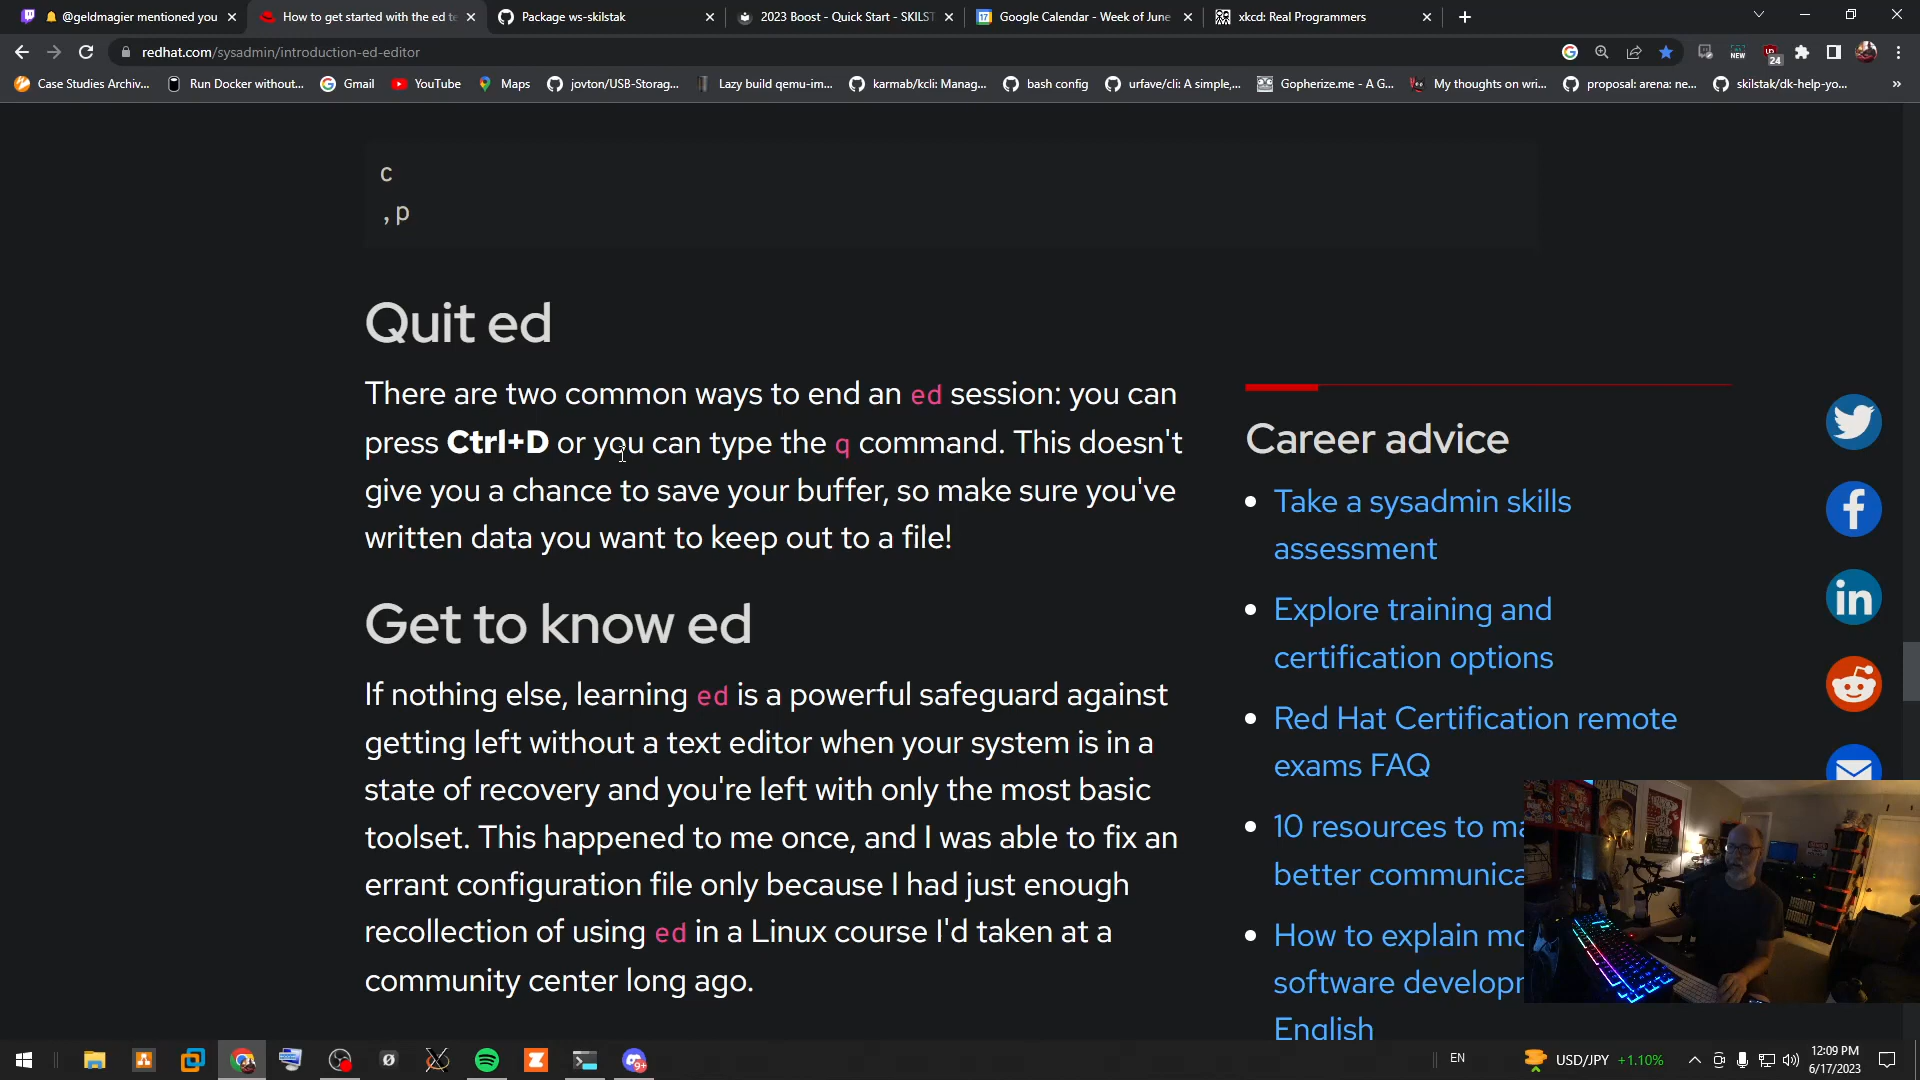 @geldmagier mentioned you
How to get started with the ed te
Package ws-skilstak
2023 Boost - Quick Start - SKILST
Google Calendar - Week of June
xkcd: Real Programmers
redhat.com/sysadmin/introduction-ed-editor
24
Case Studies Archiv...
Run Docker without...
Gmail
YouTube
Maps
jovton/USB-Storag...
Lazy build qemu-im...
karmab/kcli: Manag...
bash config
urfave/cli: A simple,...
Gopherize.me - A G...
My thoughts on wri...
proposal: arena: ne...
skilstak/dk-help-yo...
c
,p
Quit ed
There are two common ways to end an ed session: you can
press Ctrl+D or you can type the q command. This doesn't
give you a chance to save your buffer, so make sure you've
written data you want to keep out to a file!
Get to know ed
If nothing else, learning ed is a powerful safeguard against
getting left without a text editor when your system is in a
state of recovery and you're left with only the most basic
toolset. This happened to me once, and I was able to fix an
errant configuration file only because I had just enough
recollection of using ed in a Linux course I'd taken at a
community center long ago.
Career advice
Take a sysadmin skills
assessment
Explore training and
certification options
Red Hat Certification remote
exams FAQ
10 resources to ma
better communica
How to explain mo
software developm
English
EN
USD/JPY +1.10%
12:09 PM
6/17/2023